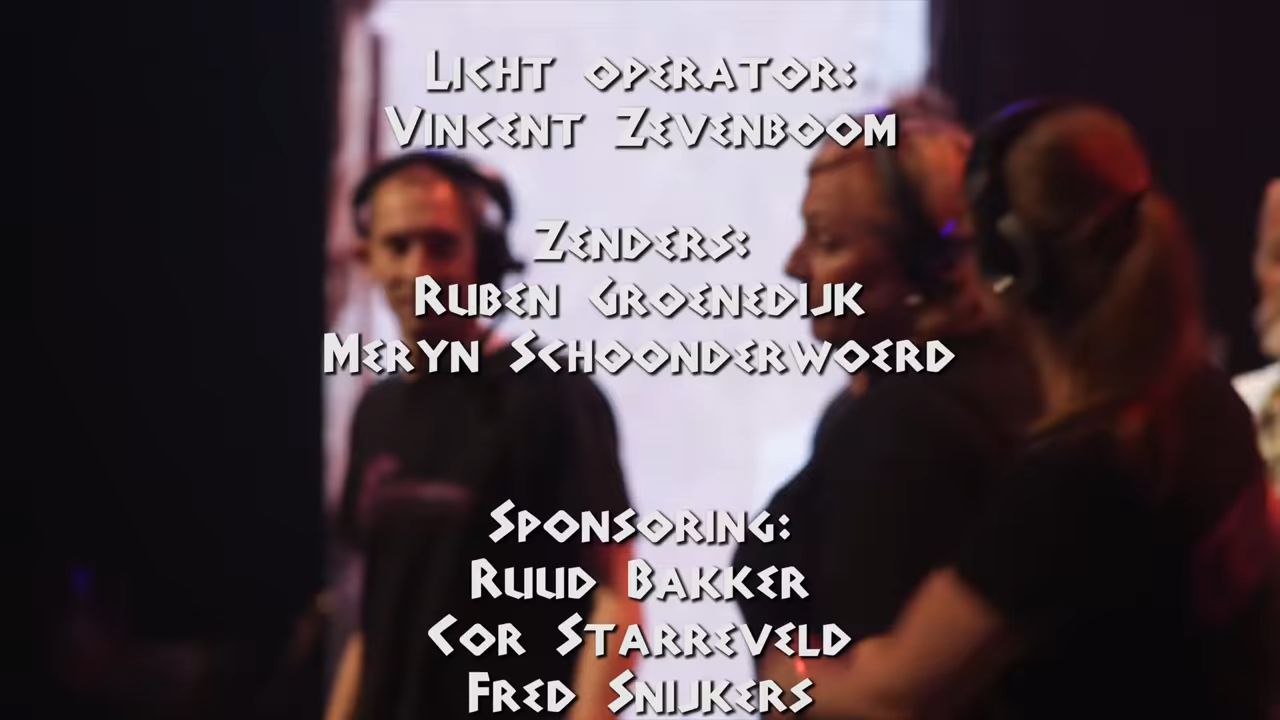 Licht operator:
Vincent Zevenboom
Zenders:
Ruben Groenedijk
Meryn Schoonderwoerd
Sponsoring:
Ruud Bakker
Cor Starreveld
Fred Snijkers